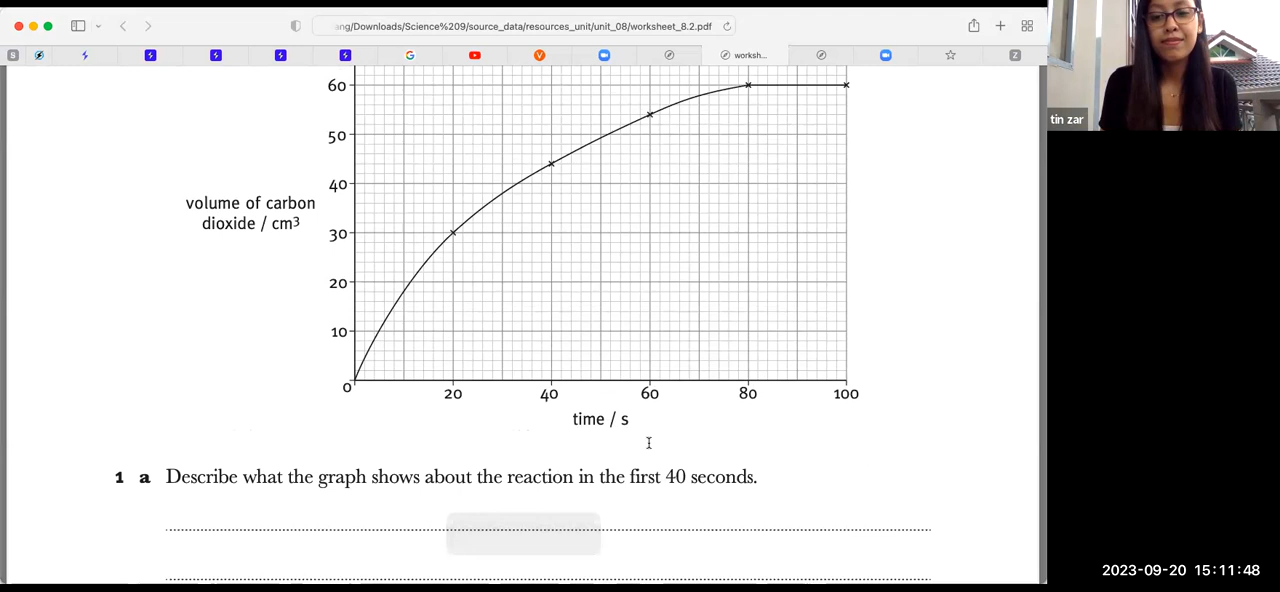 ang/Downloads/Science%209/source_data/resources_unit/unit_08/worksheet_8.2.pdf
S
G
V
worksh...
Z
tin zar
60
50
40
30
20
10
0
volume of carbon
dioxide / cm³
20 40 60 80 100
time / s
1 a Describe what the graph shows about the reaction in the first 40 seconds.
2023-09-20 15:11:48